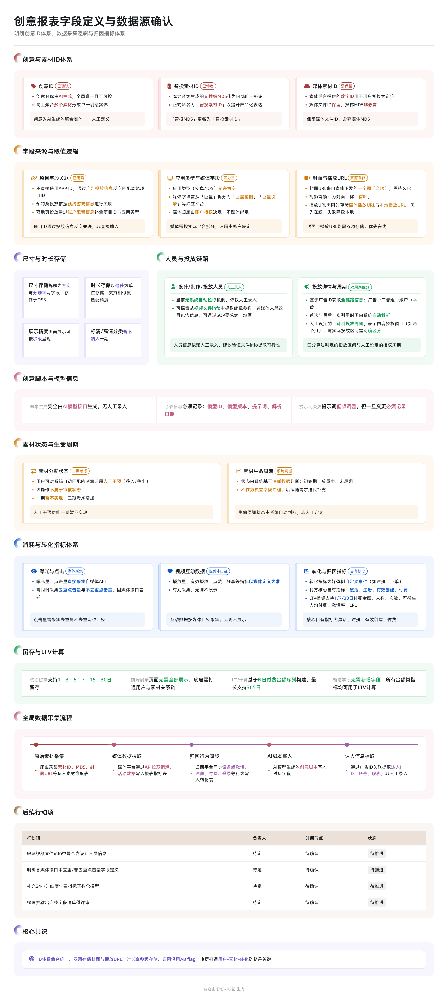 创意报表字段定义与数据源确认
明确创意ID体系、数据采集逻辑与归因指标体系
创意与素材ID体系
创意ID 已确认
创意名称由AI生成，全局唯一且不可控
向上聚合多个素材形成单一创意实体
创意为AI生成的聚合实体，非人工定义
智投素材ID 已命名
本地系统生成的文件级MD5作为内部唯一标识
正式命名为「智投素材ID」以提升产品化表达
「智投MD5」更名为「智投素材ID」
媒体素材ID 需保留
媒体后台提供的数字ID用于用户侧搜索定位
媒体文件ID保留，媒体MD5非必需
保留媒体文件ID，舍弃媒体MD5
字段来源与取值逻辑
项目字段关联 已明确
不直接使用APP ID，通过广告投放信息反向匹配本地项
目ID
预约类投放依据预约游戏信息进行关联
落地页投放通过账户配置信息补全项目ID与应用类型
项目ID通过投放信息反向关联，非直接输入
应用类型与媒体字段 可为空
应用类型（安卓/iOS）允许为空
媒体字段需从「巨量」拆分为「巨量星图」「巨量引
擎」等独立平台
媒体归属由账户授权决定，不额外绑定
媒体需按实际平台拆分，归属由账户决定
封面与播放URL 双源存储
封面URL来自媒体下发的一字图（幺IX），需持久化
视频首帧即为封面，称「首帧」
播放URL需同时存储媒体播放URL与本地播放URL，优
先在线，失败降级本地
封面与播放URL均需双源存储，优先在线
尺寸与时长存储
尺寸存储拆解为方向
与分辨率两字段，存
储于OSS
时长存储以毫秒为单
位存储，支持相似度
匹配精度
展示精度页面展示可
按秒级呈现
标清/高清分类暂不
纳入一期
人员与投放链路
设计/制作/投放人员 人工录入
当前无系统自动拉取机制，依赖人工录入
可探索从视频文件info中提取编辑参数，若媒体未篡改
且包含信息，可通过SOP要求统一填写
人员信息依赖人工录入，建议验证文件info提取可行性
投放详情与周期 双周期区分
基于广告ID获取全链路信息：广告→广告组→账户→平
台
首次与最后一次引用时间由系统自动解析
人工设定的「计划投放周期」表示内容授权窗口（如两
个月），与实际投放区间需明确区分
区分算法判定的投放区间与人工设定的授权周期
创意脚本与模型信息
脚本生成完全由AI模型接口生成，无人工录入
必录信息必须记录：模型ID、模型版本、提示词、解析
日期
提示词变更提示词低频调整，但一旦变更必须记录
素材状态与生命周期
素材分配状态 二期考虑
用户可对系统自动匹配的创意归属人工干预（移入/移出）
该操作不属于审核状态
一期暂不实现，二期考虑增加
人工干预功能一期暂不实现
素材生命周期 系统判断
状态由系统基于消耗数据判断：初始期、放量中、末尾期
不作为独立字段治理，后续随需求迭代补充
生命周期状态由系统自动判断，非人工定义
消耗与转化指标体系
曝光与点击 媒体采集
曝光量、点击量直接采集自媒体API
需同时采集去重点击量与不去重点击量，因媒体接口差
异
点击量需采集去重与不去重两种口径
视频互动数据 按媒体口径
播放量、有效播放、点赞、分享等指标以媒体定义为准
有则采集，无则不展示
互动数据按媒体口径采集，无则不展示
转化与归因指标 自有核心
转化指标为媒体侧自定义事件（如注册、下单）
我方核心自有指标：激活、注册、有效创建、付费
LTV指标支持1/7/30日付费金额、人数、次数，可衍生
人均付费、激活率、LPU
核心自有指标为激活、注册、有效创建、付费
留存与LTV计算
核心留存支持1、3、5、7、15、30日
留存
前端展示页面无需全部展示，底层需打
通用户与素材关系链
LTV计算基于N日付费金额序列构建，最
长支持365日
新增字段无需新增字段，所有金额类指
标均可用于LTV计算
全局数据采集流程
原始素材采集
爬虫采集素材ID、MD5、封
面URL等写入素材维度表
媒体数据拉取
媒体平台通过API拉取消耗、
活动数据写入报表指标表
归因行为同步
归因平台同步设备级激活、
注册、付费、登录等行为写
入转化表
AI脚本写入
AI模型生成的创意脚本写入
对应字段
达人信息提取
通过广告ID关联提取达人I
D、账号、昵称，非人工录入
后续行动项
行动项 负责人 时间节点 状态
验证视频文件info中是否含设计人员信息 待定 待确认 待推进
明确各媒体接口中去重/非去重点击量字段定义 待定 待确认 待推进
补充24小时维度付费指标至数仓模型 待定 待确认 待推进
整理并输出完整字段清单供评审 待定 待确认 待推进
核心共识
ID体系命名统一、双源存储封面与播放URL、时长毫秒级存储、归因沿用AB flag，底层打通用户-素材-转化链路是关键
内容由 钉钉AI听记 生成